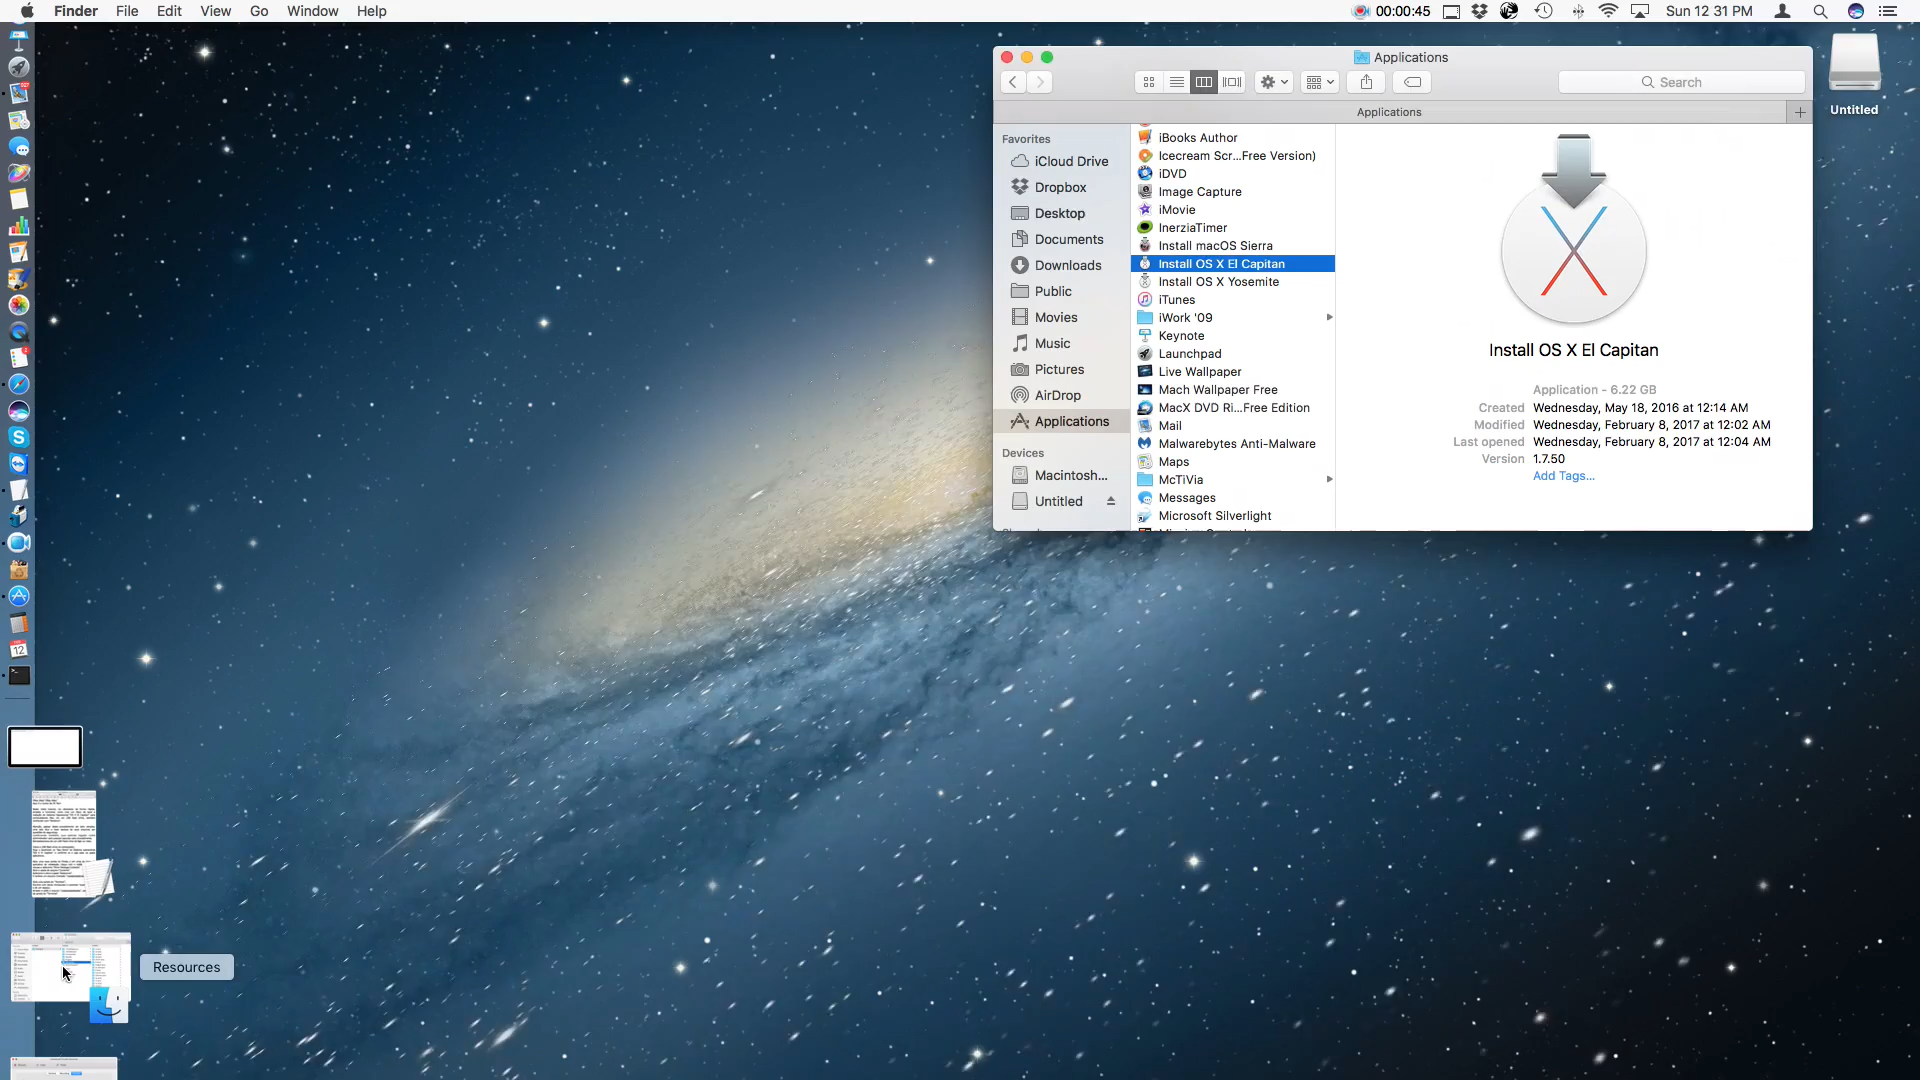 Finder File Edit View Go Window Help
00:00:45 Sun 12 31 PM
Applications
Search
Applications
Untitled
Favorites
iCloud Drive
Dropbox
Desktop
Documents
Downloads
Public
Movies
Music
Pictures
AirDrop
Applications
Devices
Macintosh...
Untitled
iBooks Author
Icecream Scr...Free Version)
iDVD
Image Capture
iMovie
InerziaTimer
Install macOS Sierra
Install OS X El Capitan
Install OS X Yosemite
iTunes
iWork '09
Keynote
Launchpad
Live Wallpaper
Mach Wallpaper Free
MacX DVD Ri...Free Edition
Mail
Malwarebytes Anti-Malware
Maps
McTiVia
Messages
Microsoft Silverlight
Install OS X El Capitan
Application - 6.22 GB
Created Wednesday, May 18, 2016 at 12:14 AM
Modified Wednesday, February 8, 2017 at 12:02 AM
Last opened Wednesday, February 8, 2017 at 12:04 AM
Version 1.7.50
Add Tags...
12
Resources